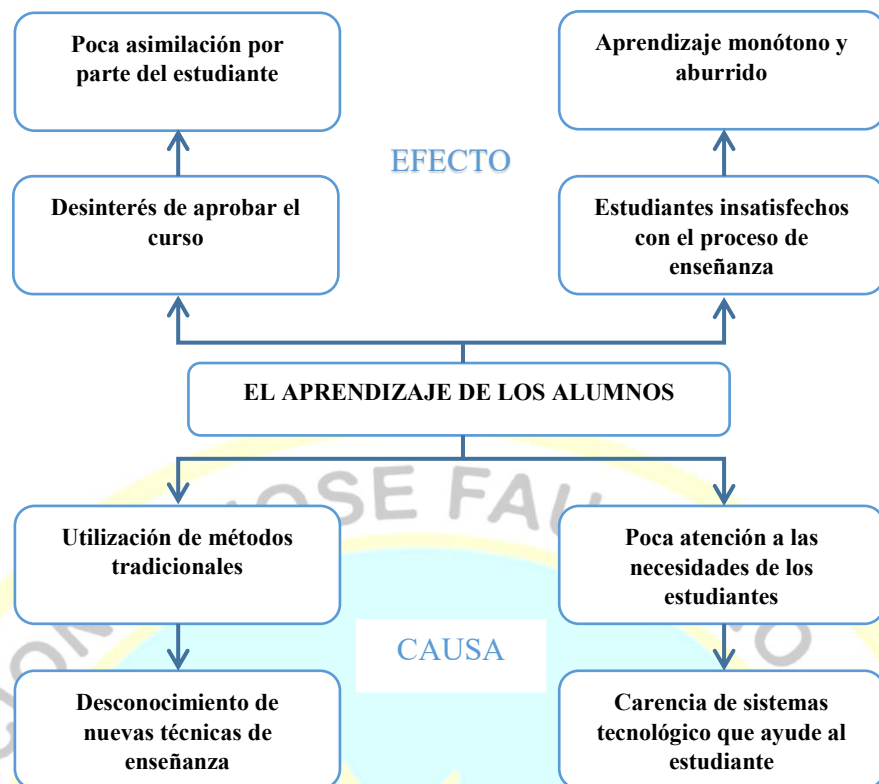 Poca asimilación por
parte del estudiante
Aprendizaje monótono y
aburrido
EFECTO
Desinterés de aprobar el
curso
Estudiantes insatisfechos
con el proceso de
enseñanza
EL APRENDIZAJE DE LOS ALUMNOS
JOSE
Utilización de métodos
tradicionales
Poca atención a las
necesidades de los
estudiantes
CAUSA
Desconocimiento de
nuevas técnicas de
enseñanza
Carencia de sistemas
tecnológico que ayude al
estudiante